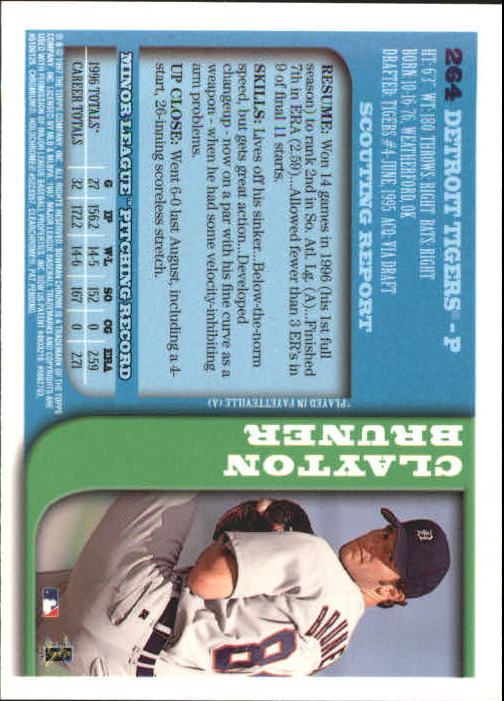 264 DETROIT TIGERS® - P
HT: 6'3" WT: 180 THROWS: RIGHT BATS: RIGHT
BORN: 10-16-76, WEATHERFORD, OK
DRAFTED: TIGERS #4-JUNE, 1995 ACQ: VIA DRAFT
SCOUTING REPORT
RESUME: Won 14 games in 1996 (his 1st full
season) to rank 2nd in So. Atl. Lg. (A)...Finished
7th in ERA (2.59)...Allowed fewer than 3 ER's in
9 of final 11 starts.
SKILLS: Lives off his sinker...Below-the-norm
speed, but gets great action...Developed
changeup - now on a par with his fine curve as a
weapon - when he had some velocity-inhibiting
arm problems.
UP CLOSE: Went 6-0 last August, including a 4-
start, 26-inning scoreless stretch.
*PLAYED IN FAYETTEVILLE (A)
MINOR LEAGUE™ PITCHING RECORD
G IP W-L SO CG ERA
1996 TOTALS* 27 156.2 14-5 152 0 2.59
CAREER TOTALS 32 172.2 14-6 167 0 2.71
CLAYTON
BRUNER
D
BRUNE
8